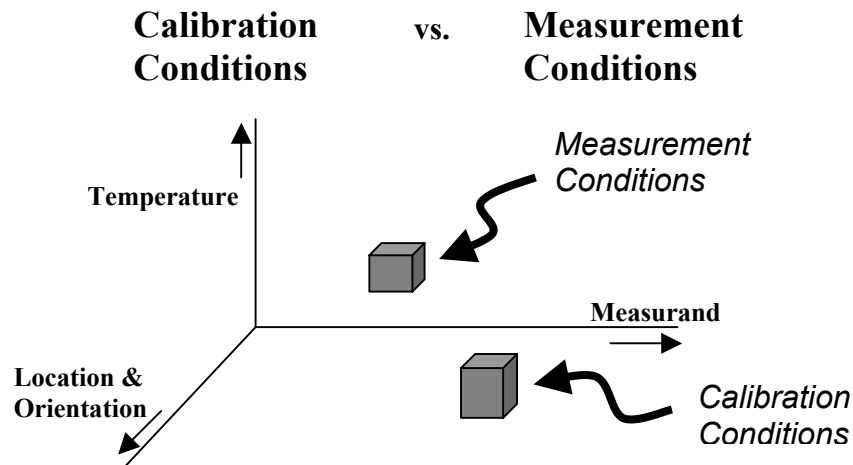 Calibration vs. Measurement
Conditions Conditions
Measurement
Conditions
Temperature
Measurand
Location &
Orientation
Calibration
Conditions